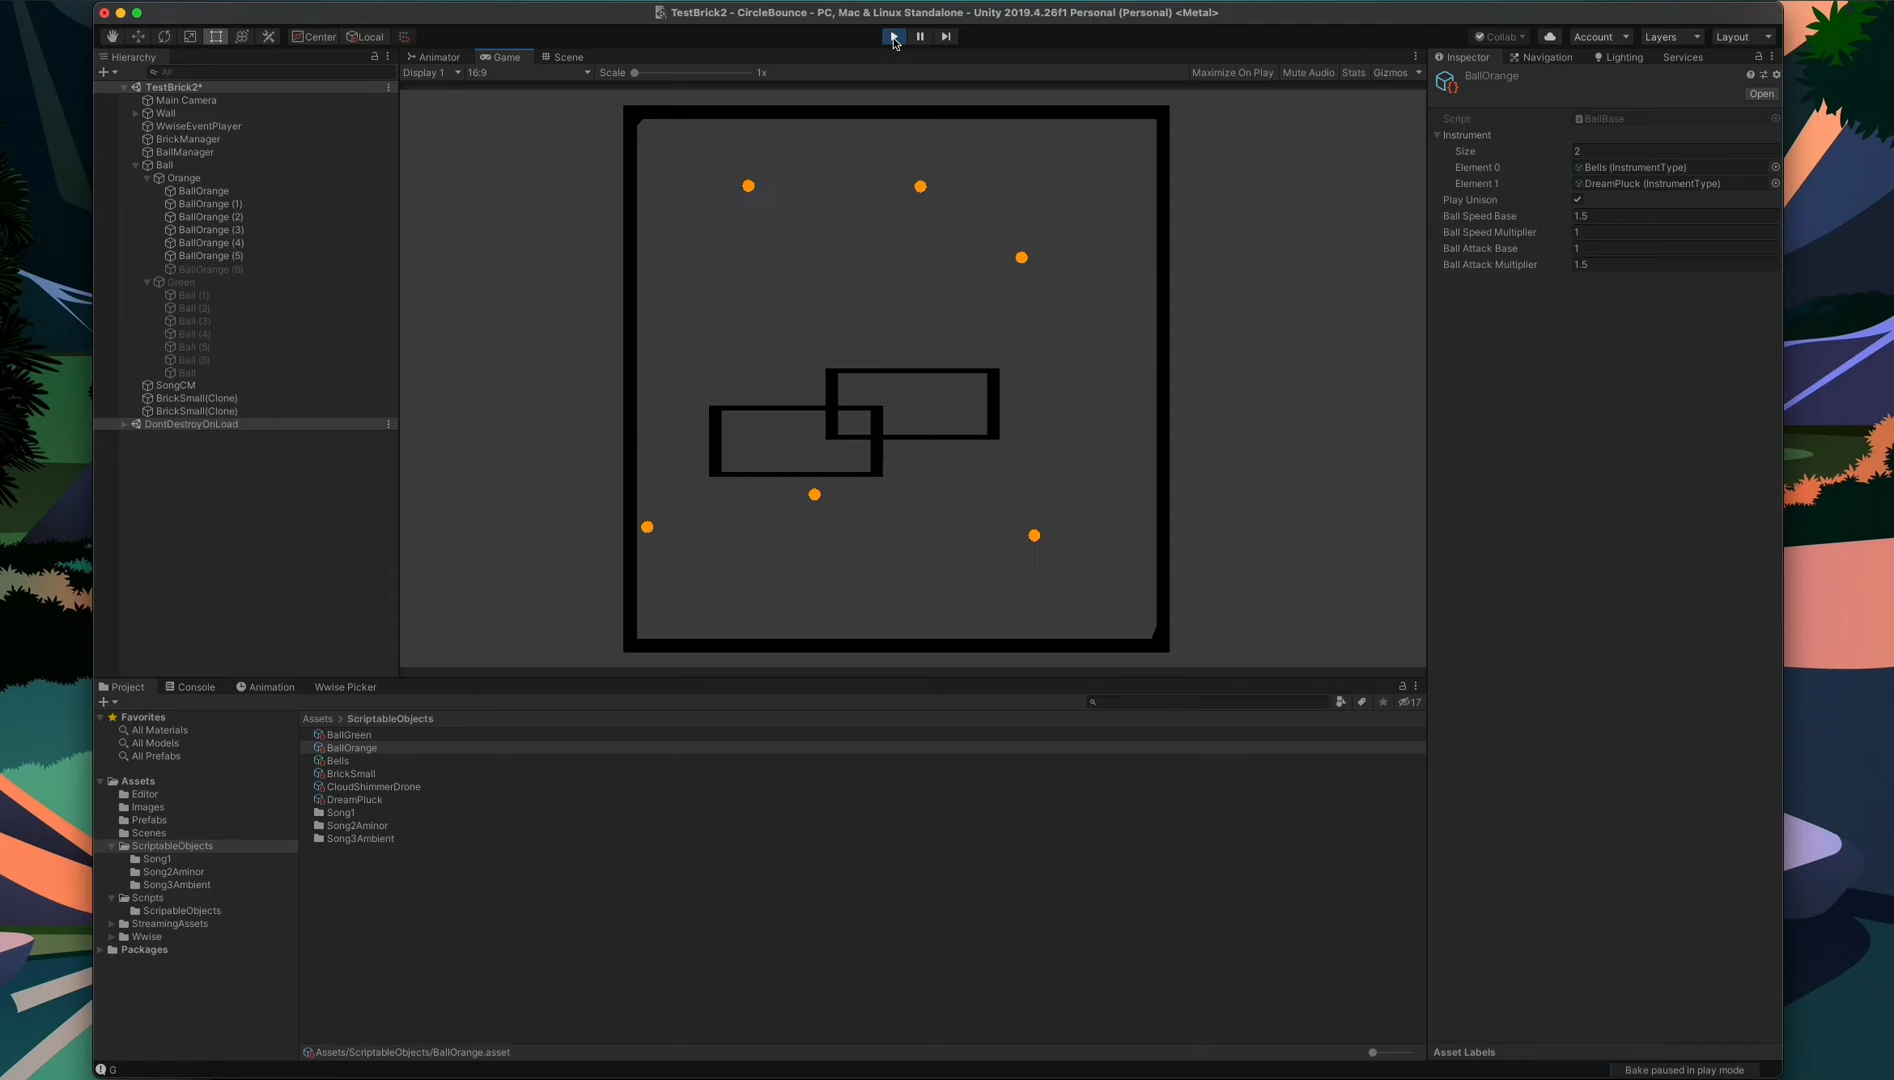 TestBrick2 - CircleBounce - PC, Mac & Linux Standalone - Unity 2019.4.26f1 Personal (Personal) <Metal>
Center Local Collab Account Layers Layout
Hierarchy
All
TestBrick2*
Main Camera
Wall
WwiseEventPlayer
BrickManager
BallManager
Ball
Orange
BallOrange
BallOrange (1)
BallOrange (2)
BallOrange (3)
BallOrange (4)
BallOrange (5)
BallOrange (6)
Green
Ball (1)
Ball (2)
Ball (3)
Ball (4)
Ball (5)
Ball (6)
Ball
SongCM
BrickSmall(Clone)
BrickSmall(Clone)
DontDestroyOnLoad
Animator Game Scene
Display 1 16:9 Scale 1x Maximize On Play Mute Audio Stats Gizmos
Inspector Navigation Lighting Services
BallOrange
Open
Script BallBase
Instrument
Size 2
Element 0 Bells (InstrumentType)
Element 1 DreamPluck (InstrumentType)
Play Unison
Ball Speed Base 1.5
Ball Speed Multiplier 1
Ball Attack Base 1
Ball Attack Multiplier 1.5
Project Console Animation Wwise Picker
17
Favorites
All Materials
All Models
All Prefabs
Assets
Editor
Images
Prefabs
Scenes
ScriptableObjects
Song1
Song2Aminor
Song3Ambient
Scripts
ScripableObjects
StreamingAssets
Wwise
Packages
Assets > ScriptableObjects
BallGreen
BallOrange
Bells
BrickSmall
CloudShimmerDrone
DreamPluck
Song1
Song2Aminor
Song3Ambient
Assets/ScriptableObjects/BallOrange.asset
Asset Labels
G
Bake paused in play mode